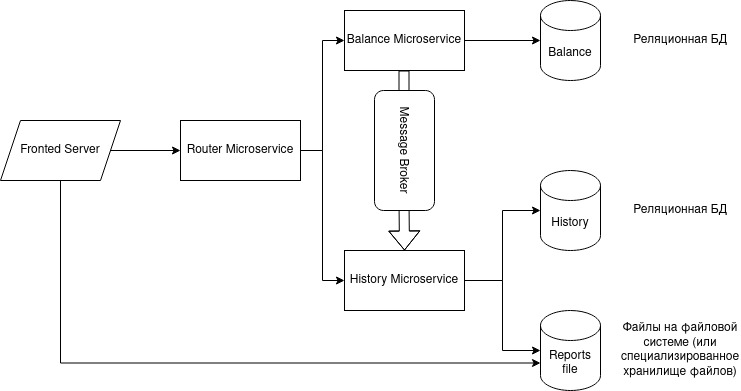 Balance Microservice
Balance
Реляционная БД
Fronted Server
Router Microservice
Message Broker
History
Реляционная БД
History Microservice
Reports
file
Файлы на файловой
системе (или
специализированное
хранилище файлов)